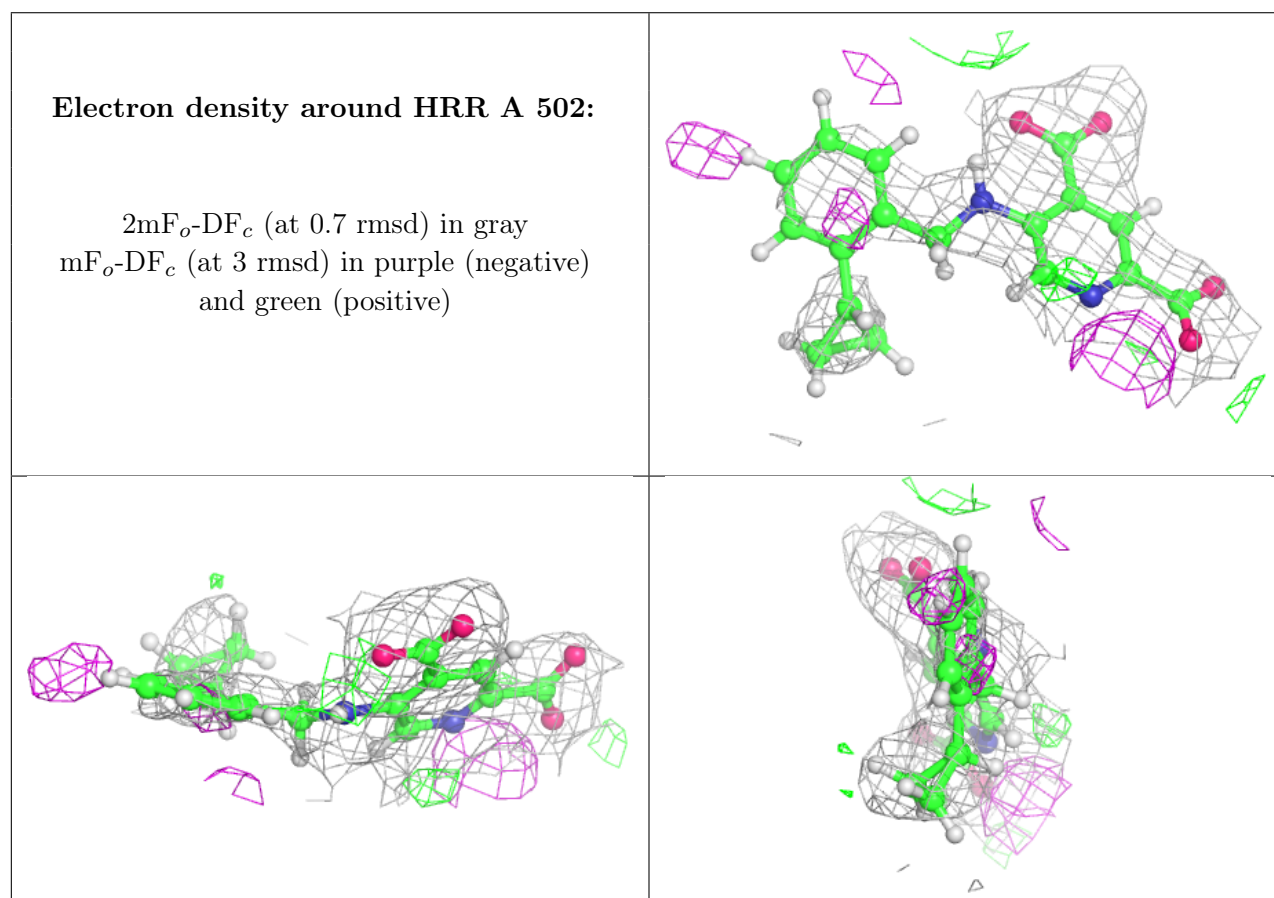 Electron density around HRR A 502:
2mFo-DFc (at 0.7 rmsd) in gray
mFo-DFc (at 3 rmsd) in purple (negative)
and green (positive)